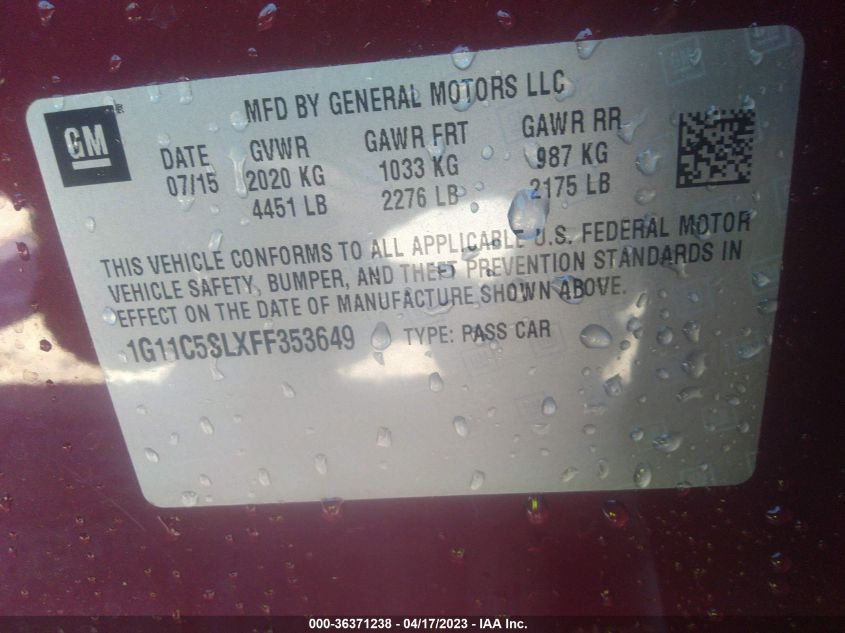 MFD BY GENERAL MOTORS LLC
GM
DATE GVWR GAWR FRT GAWR RR
07/15 2020 KG 1033 KG 987 KG
4451 LB 2276 LB 2175 LB
THIS VEHICLE CONFORMS TO ALL APPLICABLE U.S. FEDERAL MOTOR
VEHICLE SAFETY, BUMPER, AND THEFT PREVENTION STANDARDS IN
EFFECT ON THE DATE OF MANUFACTURE SHOWN ABOVE.
1G11C5SLXFF353649 TYPE: PASS CAR
000-36371238 - 04/17/2023 - IAA Inc.